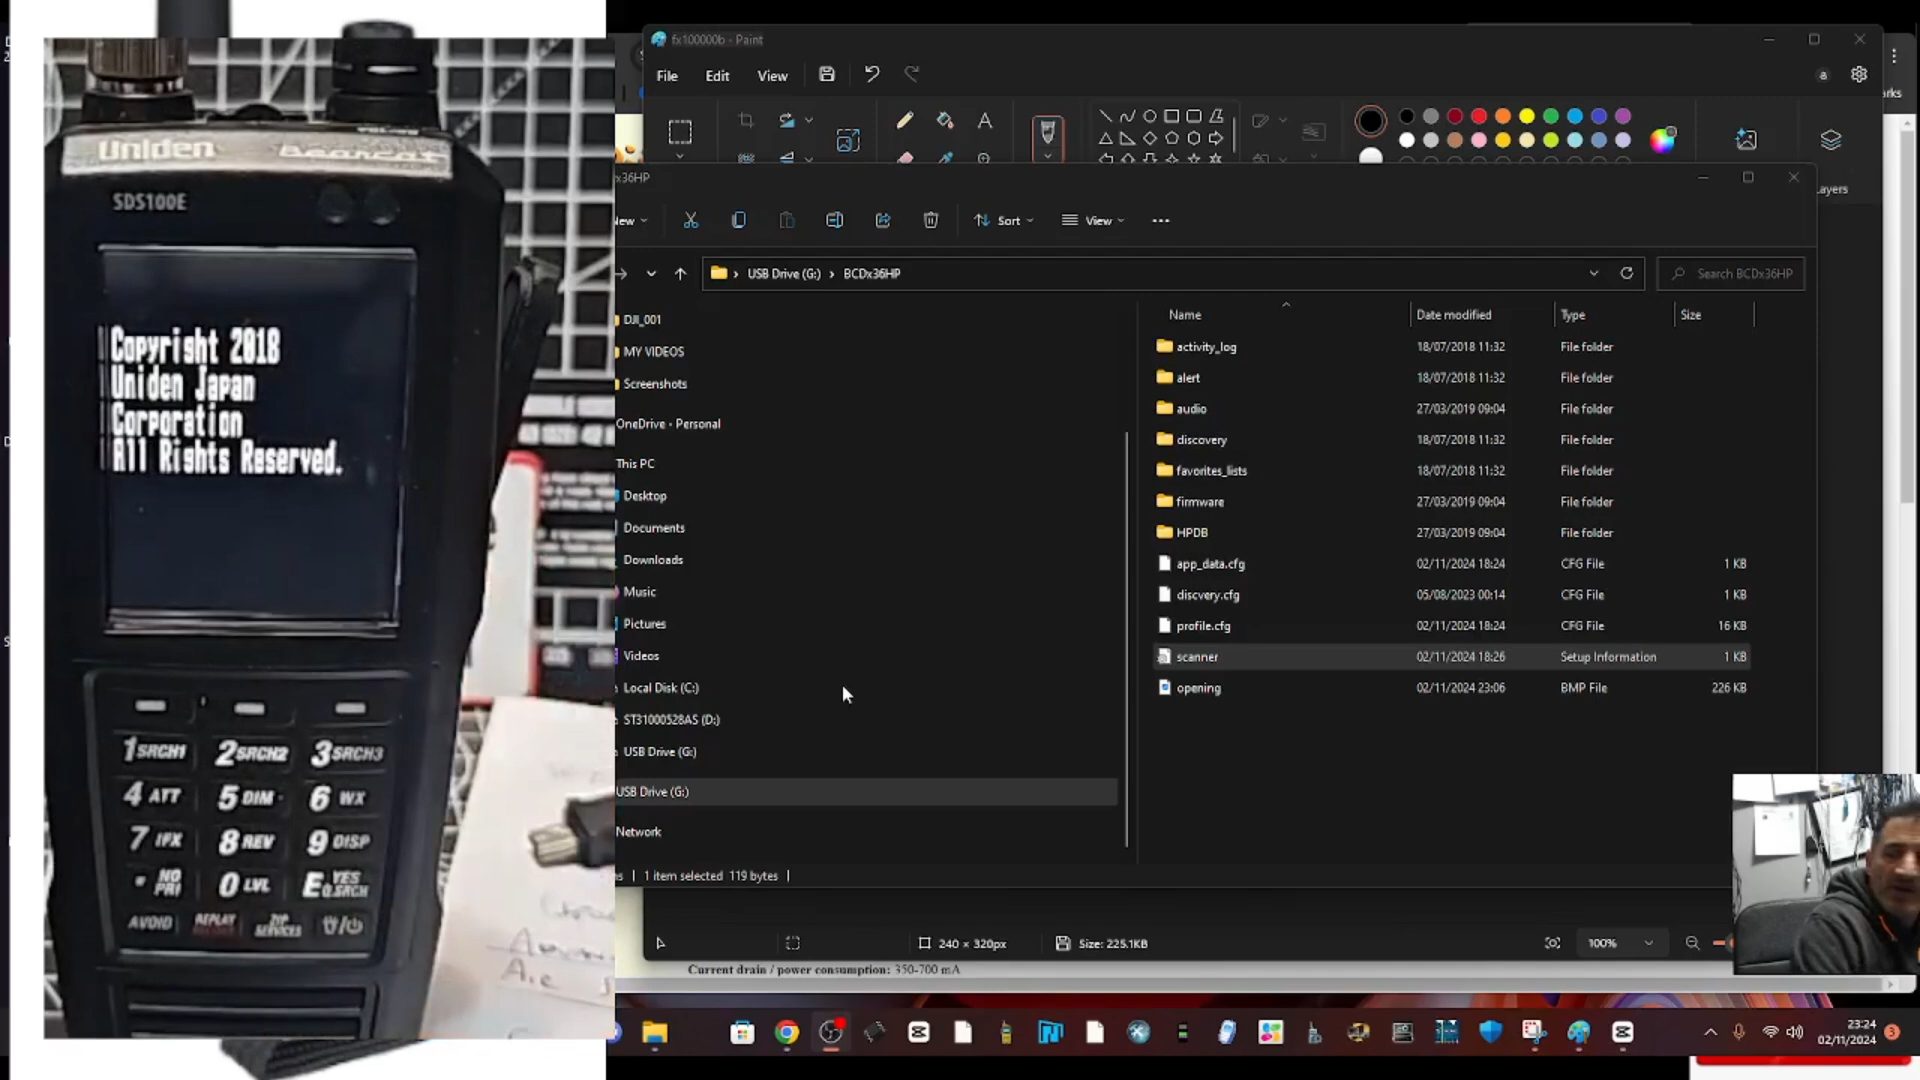 Uniden Bearcat
SDS100E
Copyright 2018
Uniden Japan
Corporation
All Rights Reserved.
1 SRCH1 2 SRCH2 3 SRCH3
4 ATT 5 DIM 6 WX
7 IFX 8 REV 9 DISP
• NO PRI 0 LVL E YES Q.SRCH
AVOID REPLAY ZIP SERVICES
fx100000b - Paint
File Edit View
a
arks
ayers
x36HP
New Sort View
USB Drive (G:) › BCDx36HP
Search BCDx36HP
DJI_001
MY VIDEOS
Screenshots
OneDrive - Personal
This PC
Desktop
Documents
Downloads
Music
Pictures
Videos
Local Disk (C:)
ST31000528AS (D:)
USB Drive (G:)
USB Drive (G:)
Network
Name Date modified Type Size
activity_log 18/07/2018 11:32 File folder
alert 18/07/2018 11:32 File folder
audio 27/03/2019 09:04 File folder
discovery 18/07/2018 11:32 File folder
favorites_lists 18/07/2018 11:32 File folder
firmware 27/03/2019 09:04 File folder
HPDB 27/03/2019 09:04 File folder
app_data.cfg 02/11/2024 18:24 CFG File 1 KB
discvery.cfg 05/08/2023 00:14 CFG File 1 KB
profile.cfg 02/11/2024 18:24 CFG File 16 KB
scanner 02/11/2024 18:26 Setup Information 1 KB
opening 02/11/2024 23:06 BMP File 226 KB
1 item selected 119 bytes
240 × 320px Size: 225.1KB 100%
Current drain / power consumption: 350-700 mA
23:24
02/11/2024
3